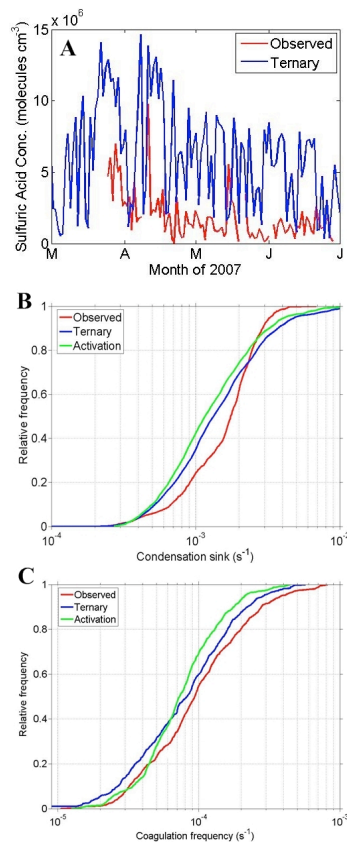 x 10^6
15
A
Observed
Ternary
10
5
0
Sulfuric Acid Conc. (molecules cm^3)
M A M J J
Month of 2007
B
1
Observed
Ternary
Activation
0.8
0.6
0.4
0.2
0
Relative frequency
10^-4 10^-3 10^-2
Condensation sink (s^-1)
C
1
Observed
Ternary
Activation
0.8
0.6
0.4
0.2
0
Relative frequency
10^-5 10^-4 10^-3
Coagulation frequency (s^-1)